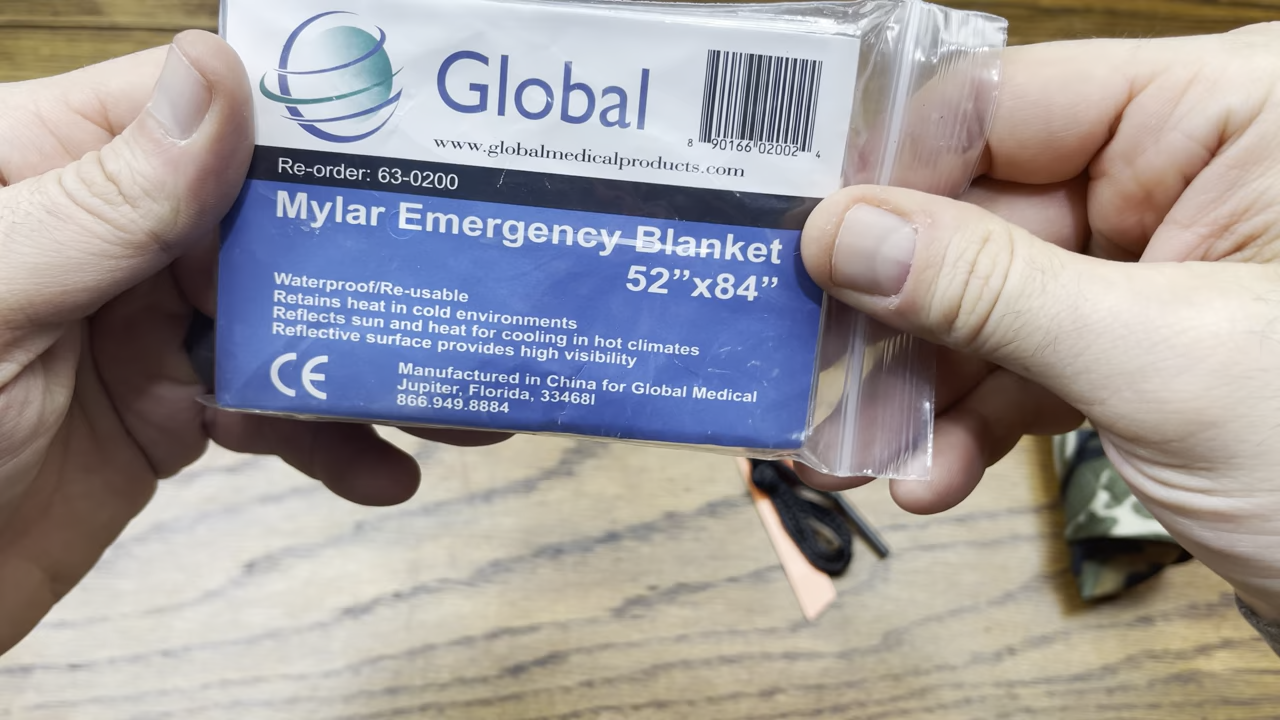 Global
8 90166 02002 4
www.globalmedicalproducts.com
Re-order: 63-0200
Mylar Emergency Blanket
52”x84”
Waterproof/Re-usable
Retains heat in cold environments
Reflects sun and heat for cooling in hot climates
Reflective surface provides high visibility
CE
Manufactured in China for Global Medical
Jupiter, Florida, 33468I
866.949.8884